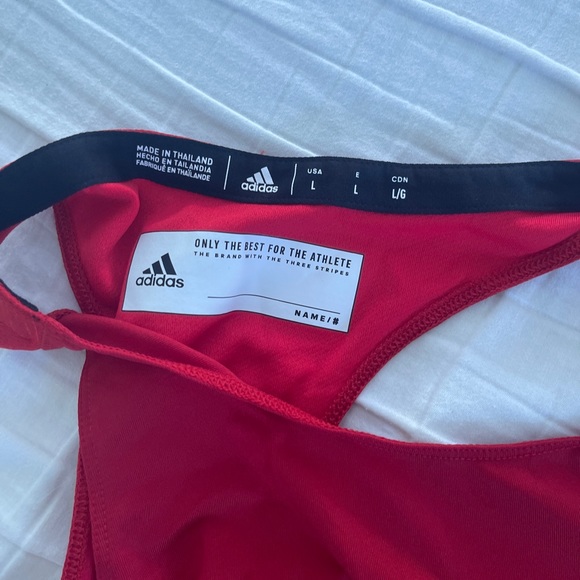 MADE IN THAILAND
HECHO EN TAILANDIA
FABRIQUÉ EN THAÏLANDE
adidas
USA
L
E
L
CDN
L/G
adidas
ONLY THE BEST FOR THE ATHLETE
THE BRAND WITH THE THREE STRIPES
NAME/#